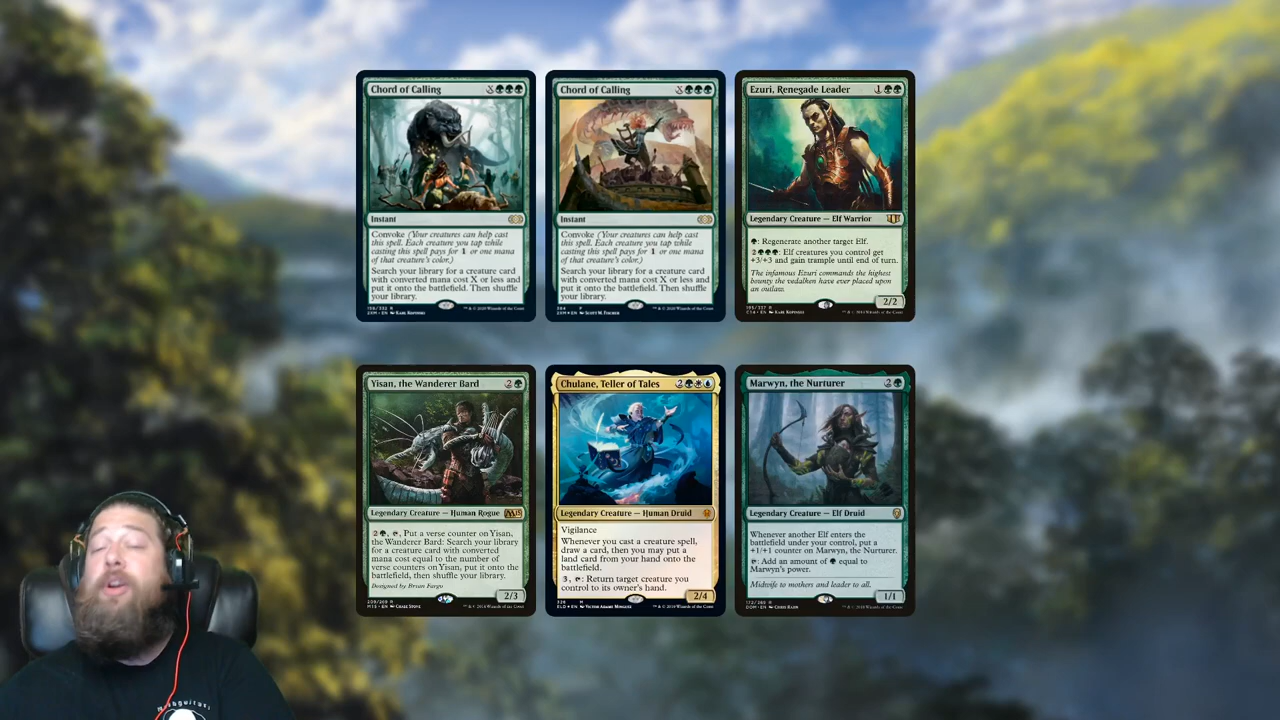 Chord of Calling X
Instant
Convoke (Your creatures can help cast
this spell. Each creature you tap while
casting this spell pays for 1 or one mana
of that creature's color.)
Search your library for a creature card
with converted mana cost X or less and
put it onto the battlefield. Then shuffle
your library.
Chord of Calling X
Instant
Convoke (Your creatures can help cast
this spell. Each creature you tap while
casting this spell pays for 1 or one mana
of that creature's color.)
Search your library for a creature card
with converted mana cost X or less and
put it onto the battlefield. Then shuffle
your library.
Ezuri, Renegade Leader 1
Legendary Creature — Elf Warrior
: Regenerate another target Elf.
2: Elf creatures you control get
+3/+3 and gain trample until end of turn.
The infamous Ezuri commands the highest
bounty the vedalken have ever placed upon
an outlaw.
2/2
Yisan, the Wanderer Bard 2
Legendary Creature — Human Rogue M15
2, , Put a verse counter on Yisan,
the Wanderer Bard: Search your library
for a creature card with converted
mana cost equal to the number of
verse counters on Yisan, put it onto the
battlefield, then shuffle your library.
Designed by Brian Fargo
2/3
Chulane, Teller of Tales 2
Legendary Creature — Human Druid
Vigilance
Whenever you cast a creature spell,
draw a card, then you may put a
land card from your hand onto the
battlefield.
3, : Return target creature you
control to its owner's hand.
2/4
Marwyn, the Nurturer 2
Legendary Creature — Elf Druid
Whenever another Elf enters the
battlefield under your control, put a
+1/+1 counter on Marwyn, the Nurturer.
: Add an amount of equal to
Marwyn's power.
Midwife to mothers and leader to all.
1/1